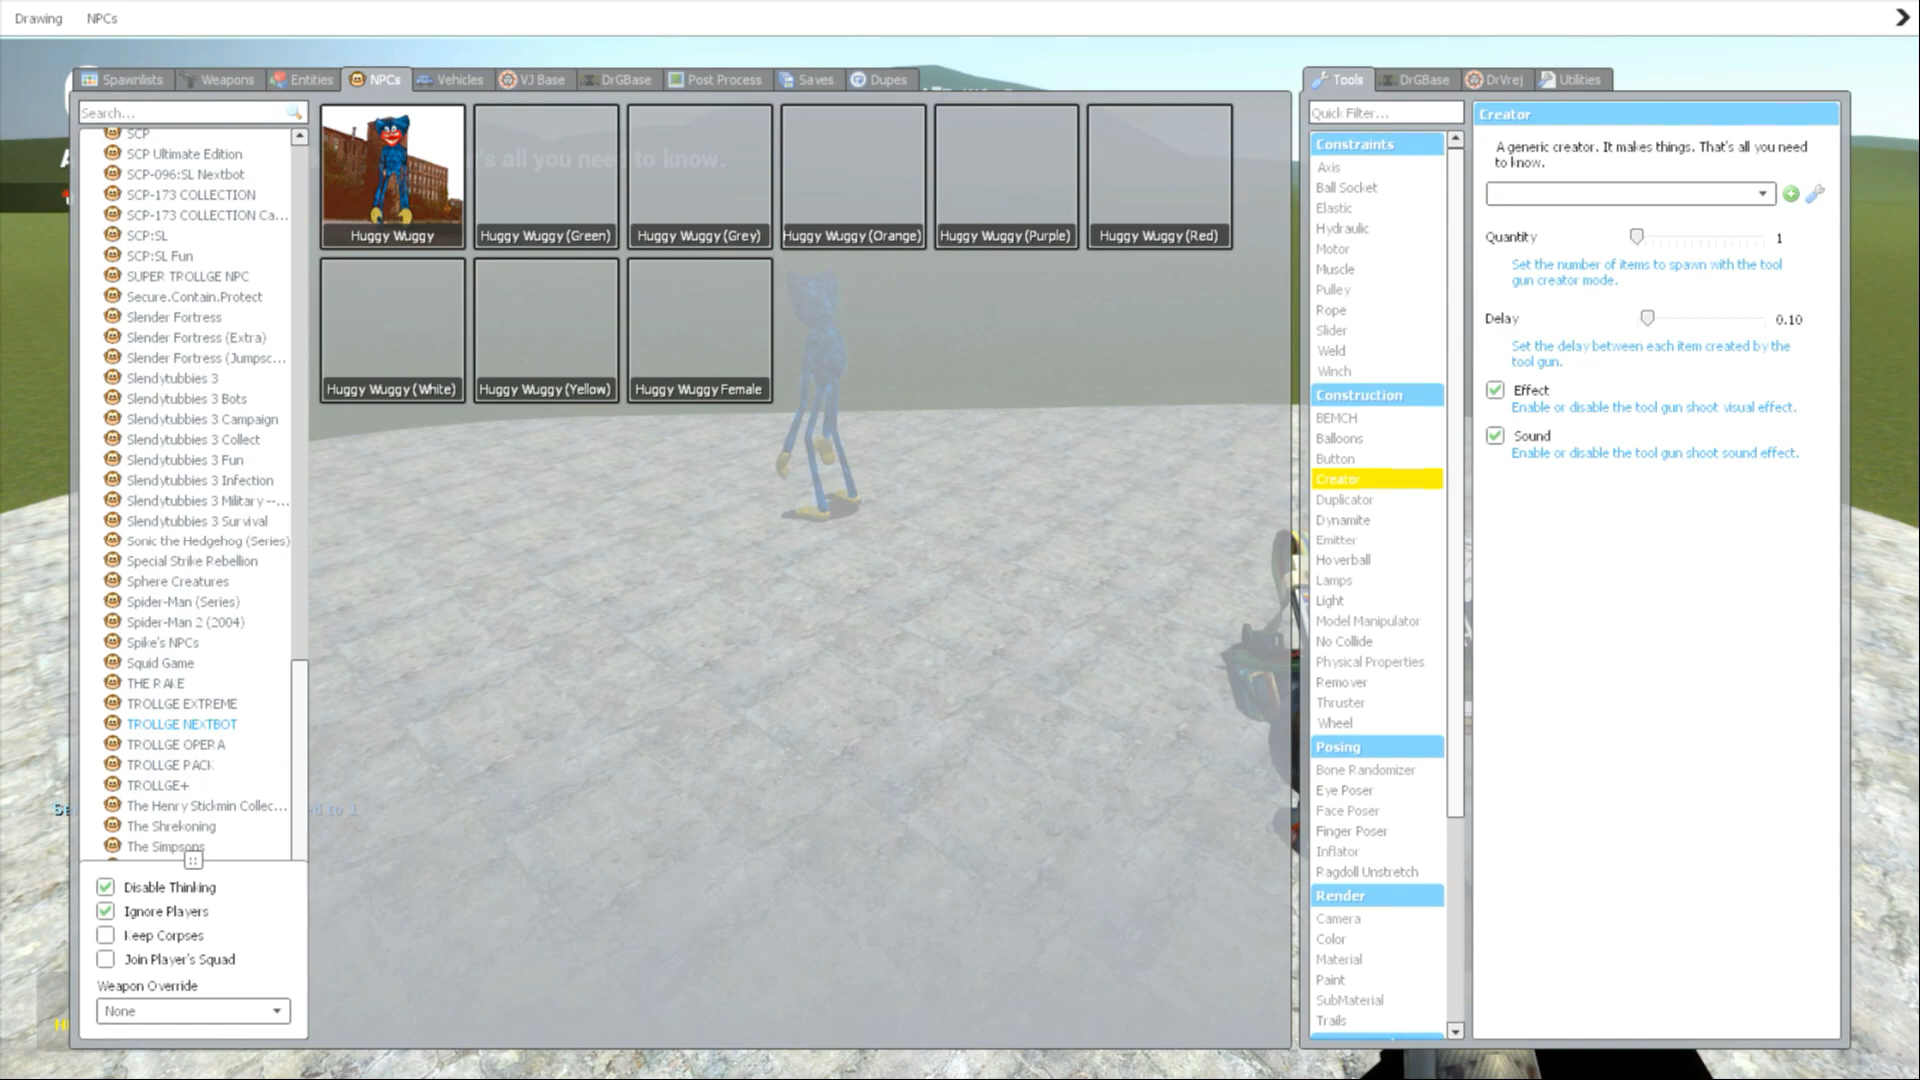 Drawing NPCs
Spawnlists Weapons Entities NPCs Vehicles VJ Base DrGBase Post Process Saves Dupes
Search...
SCP
SCP Ultimate Edition
SCP-096:SL Nextbot
SCP-173 COLLECTION
SCP-173 COLLECTION Ca...
SCP:SL
SCP:SL Fun
SUPER TROLLGE NPC
Secure.Contain.Protect
Slender Fortress
Slender Fortress (Extra)
Slender Fortress (Jumpsc...
Slendytubbies 3
Slendytubbies 3 Bots
Slendytubbies 3 Campaign
Slendytubbies 3 Collect
Slendytubbies 3 Fun
Slendytubbies 3 Infection
Slendytubbies 3 Military --...
Slendytubbies 3 Survival
Sonic the Hedgehog (Series)
Special Strike Rebellion
Sphere Creatures
Spider-Man (Series)
Spider-Man 2 (2004)
Spike's NPCs
Squid Game
THE RAKE
TROLLGE EXTREME
TROLLGE NEXTBOT
TROLLGE OPERA
TROLLGE PACK
TROLLGE+
The Henry Stickmin Collec...
The Shrekoning
The Simpsons
Disable Thinking
Ignore Players
Keep Corpses
Join Player's Squad
Weapon Override
None
's all you need to know.
Huggy Wuggy
Huggy Wuggy (Green)
Huggy Wuggy (Grey)
Huggy Wuggy (Orange)
Huggy Wuggy (Purple)
Huggy Wuggy (Red)
Huggy Wuggy (White)
Huggy Wuggy (Yellow)
Huggy Wuggy Female
ed to 1
Tools DrGBase DrVrej Utilities
Quick Filter...
Constraints
Axis
Ball Socket
Elastic
Hydraulic
Motor
Muscle
Pulley
Rope
Slider
Weld
Winch
Construction
BEMCH
Balloons
Button
Creator
Duplicator
Dynamite
Emitter
Hoverball
Lamps
Light
Model Manipulator
No Collide
Physical Properties
Remover
Thruster
Wheel
Posing
Bone Randomizer
Eye Poser
Face Poser
Finger Poser
Inflator
Ragdoll Unstretch
Render
Camera
Color
Material
Paint
SubMaterial
Trails
Creator
A generic creator. It makes things. That's all you need
to know.
Quantity 1
Set the number of items to spawn with the tool
gun creator mode.
Delay 0.10
Set the delay between each item created by the
tool gun.
Effect
Enable or disable the tool gun shoot visual effect.
Sound
Enable or disable the tool gun shoot sound effect.